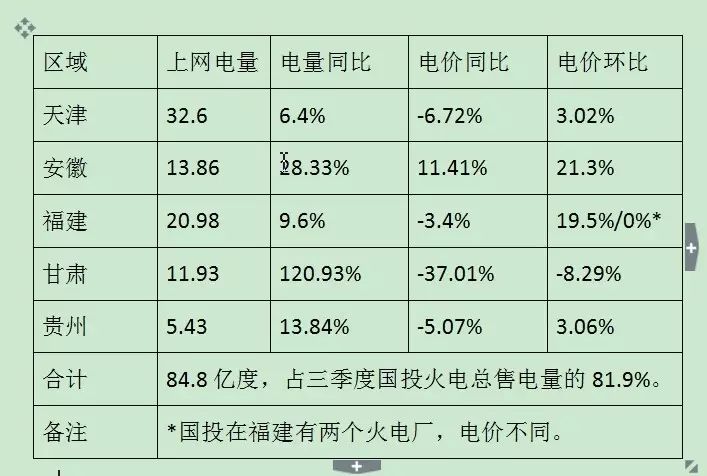 区域 上网电量 电量同比 电价同比 电价环比
天津 32.6 6.4% -6.72% 3.02%
安徽 13.86 28.33% 11.41% 21.3%
福建 20.98 9.6% -3.4% 19.5%/0%*
甘肃 11.93 120.93% -37.01% -8.29%
贵州 5.43 13.84% -5.07% 3.06%
合计 84.8 亿度，占三季度国投火电总售电量的 81.9%。
备注 *国投在福建有两个火电厂，电价不同。